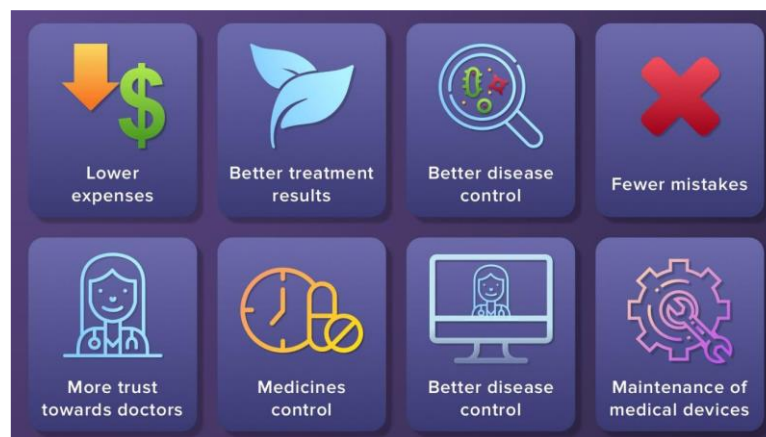 Lower
expenses
Better treatment
results
Better disease
control
Fewer mistakes
More trust
towards doctors
Medicines
control
Better disease
control
Maintenance of
medical devices